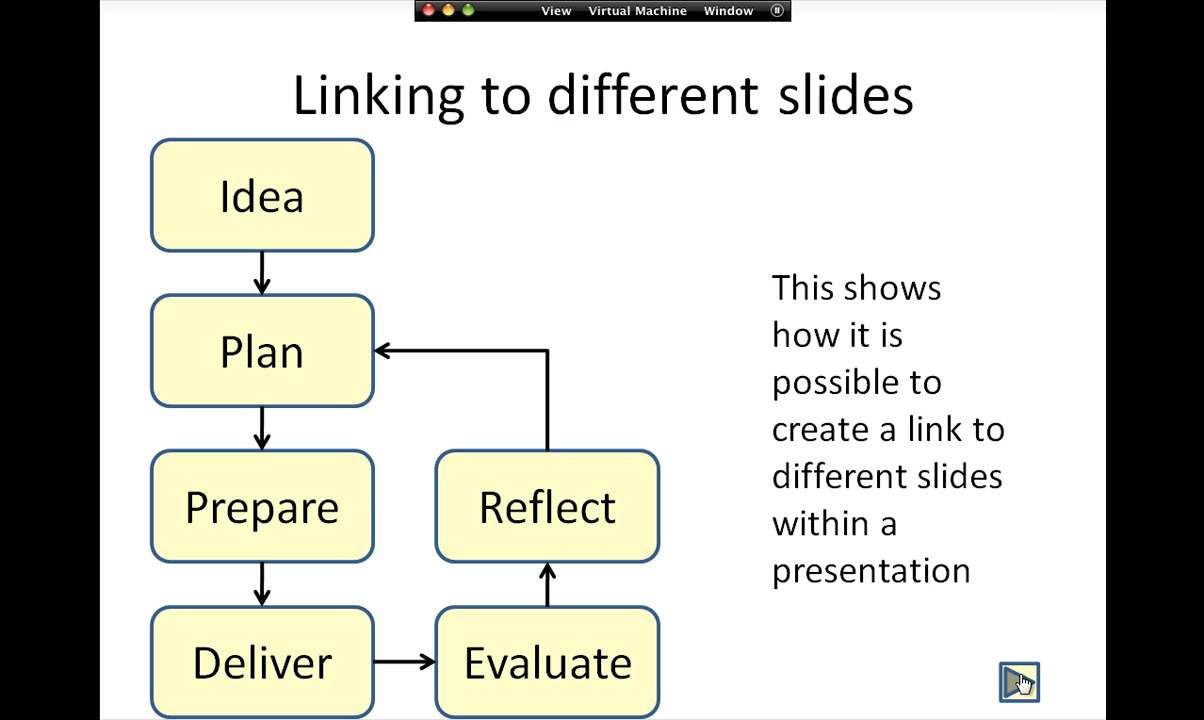 View Virtual Machine Window
Linking to different slides
Idea
Plan
Prepare
Reflect
Deliver
Evaluate
This shows
how it is
possible to
create a link to
different slides
within a
presentation